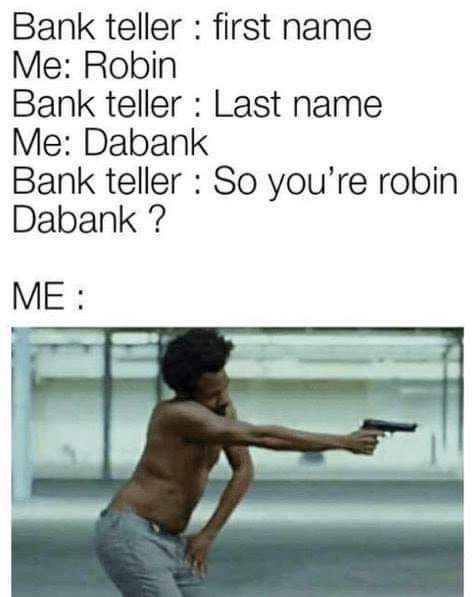 Bank teller : first name
Me: Robin
Bank teller : Last name
Me: Dabank
Bank teller : So you're robin
Dabank ?
ME :